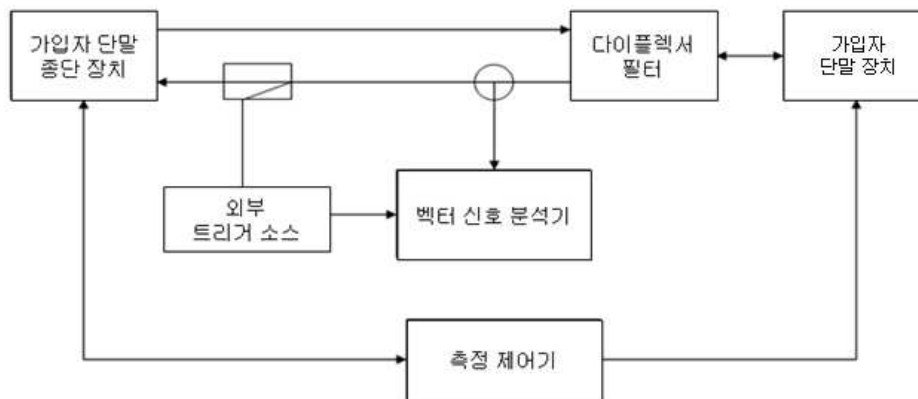 가입자 단말
종단 장치
다이플렉서
필터
가입자
단말 장치
외부
트리거 소스
벡터 신호 분석기
측정 제어기